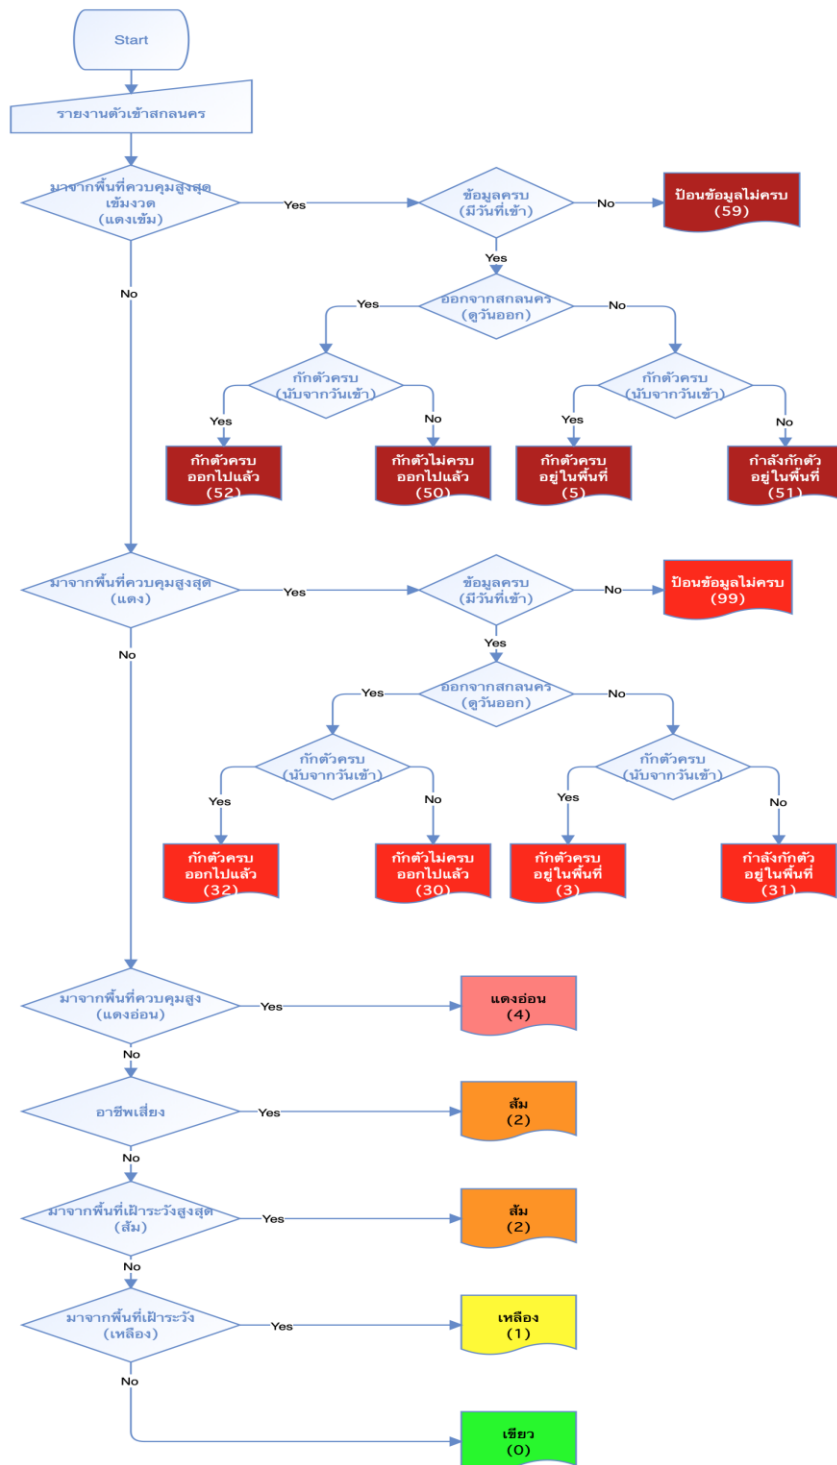 Start
รายงานตัวเข้าสกลนคร
มาจากพื้นที่ควบคุมสูงสุด
เข้มงวด
(แดงเข้ม)
Yes
ข้อมูลครบ
(มีวันที่เข้า)
No
ป้อนข้อมูลไม่ครบ
(59)
Yes
No
ออกจากสกลนคร
(ดูวันออก)
Yes
No
กักตัวครบ
(นับจากวันเข้า)
กักตัวครบ
(นับจากวันเข้า)
Yes
No
Yes
No
กักตัวครบ
ออกไปแล้ว
(52)
กักตัวไม่ครบ
ออกไปแล้ว
(50)
กักตัวครบ
อยู่ในพื้นที่
(5)
กำลังกักตัว
อยู่ในพื้นที่
(51)
มาจากพื้นที่ควบคุมสูงสุด
(แดง)
Yes
ข้อมูลครบ
(มีวันที่เข้า)
No
ป้อนข้อมูลไม่ครบ
(99)
Yes
No
ออกจากสกลนคร
(ดูวันออก)
Yes
No
กักตัวครบ
(นับจากวันเข้า)
กักตัวครบ
(นับจากวันเข้า)
Yes
No
Yes
No
กักตัวครบ
ออกไปแล้ว
(32)
กักตัวไม่ครบ
ออกไปแล้ว
(30)
กักตัวครบ
อยู่ในพื้นที่
(3)
กำลังกักตัว
อยู่ในพื้นที่
(31)
มาจากพื้นที่ควบคุมสูง
(แดงอ่อน)
Yes
แดงอ่อน
(4)
No
อาชีพเสี่ยง
Yes
ส้ม
(2)
No
มาจากพื้นที่เฝ้าระวังสูงสุด
(ส้ม)
Yes
ส้ม
(2)
No
มาจากพื้นที่เฝ้าระวัง
(เหลือง)
Yes
เหลือง
(1)
No
เขียว
(0)